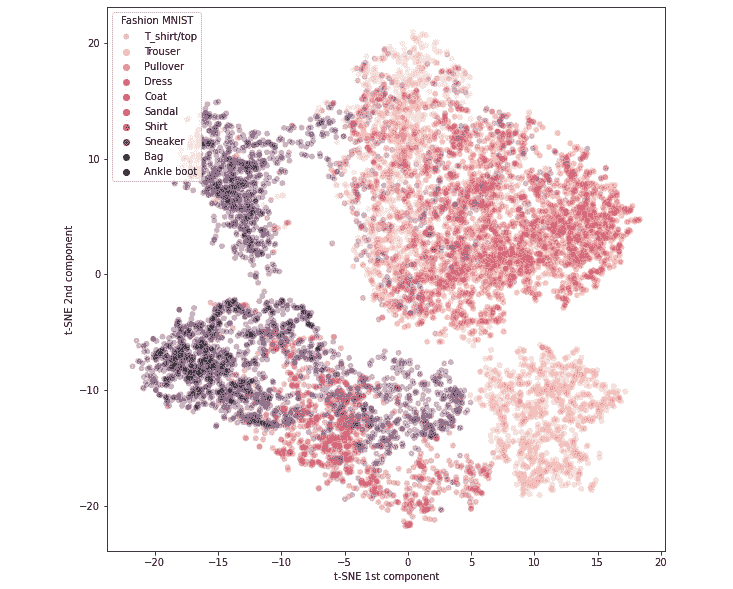 Fashion MNIST
T_shirt/top
Trouser
Pullover
Dress
Coat
Sandal
Shirt
Sneaker
Bag
Ankle boot
20
10
0
−10
−20
t-SNE 2nd component
−20 −15 −10 −5 0 5 10 15 20
t-SNE 1st component